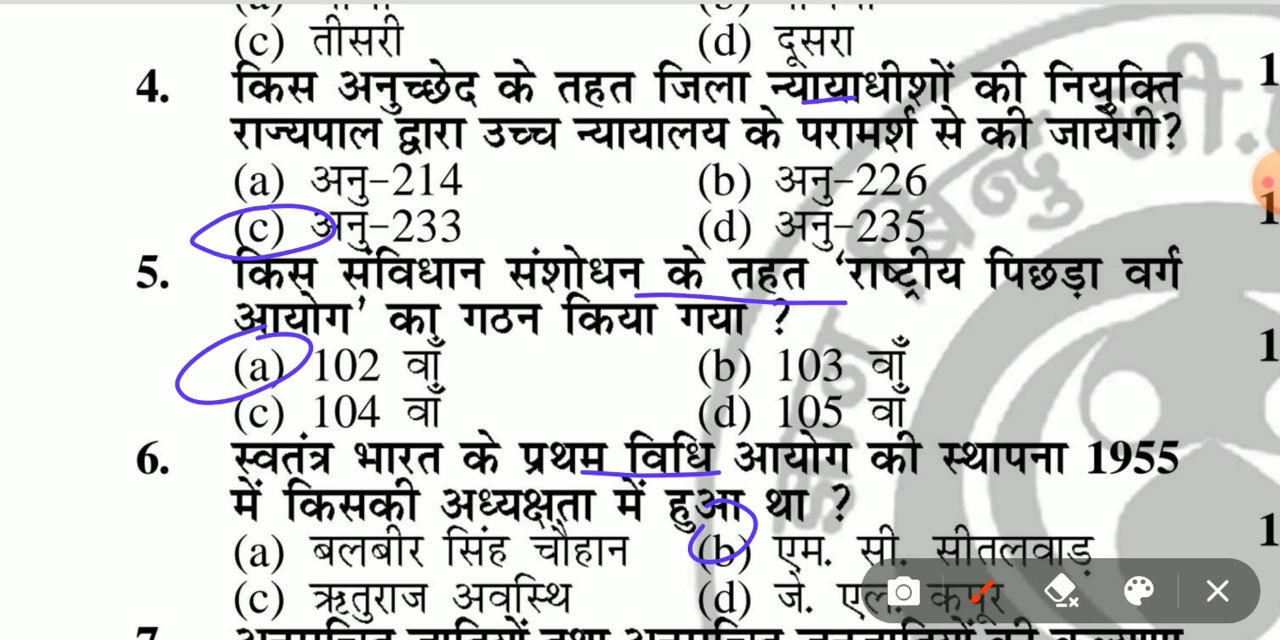 (c) तीसरी (d) दूसरा
4. किस अनुच्छेद के तहत जिला न्यायाधीशों की नियुक्ति
राज्यपाल द्वारा उच्च न्यायालय के परामर्श से की जायेगी?
(a) अनु-214 (b) अनु-226
(c) अनु-233 (d) अनु-235
5. किस संविधान संशोधन के तहत 'राष्ट्रीय पिछड़ा वर्ग
आयोग' का गठन किया गया ?
(a) 102 वाँ (b) 103 वाँ
(c) 104 वाँ (d) 105 वाँ
6. स्वतंत्र भारत के प्रथम विधि आयोग की स्थापना 1955
में किसकी अध्यक्षता में हुआ था ?
(a) बलबीर सिंह चौहान (b) एम. सी. सीतलवाड़
(c) ऋतुराज अवस्थि (d) जे. एल. कपूर